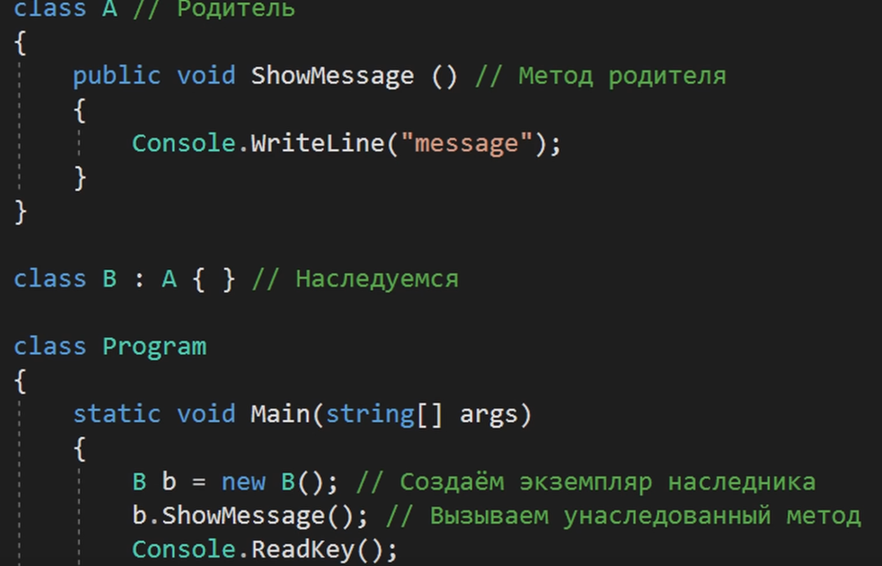 class A // Родитель
{
public void ShowMessage () // Метод родителя
{
Console.WriteLine("message");
}
}
class B : A { } // Наследуемся
class Program
{
static void Main(string[] args)
{
B b = new B(); // Создаём экземпляр наследника
b.ShowMessage(); // Вызываем унаследованный метод
Console.ReadKey();